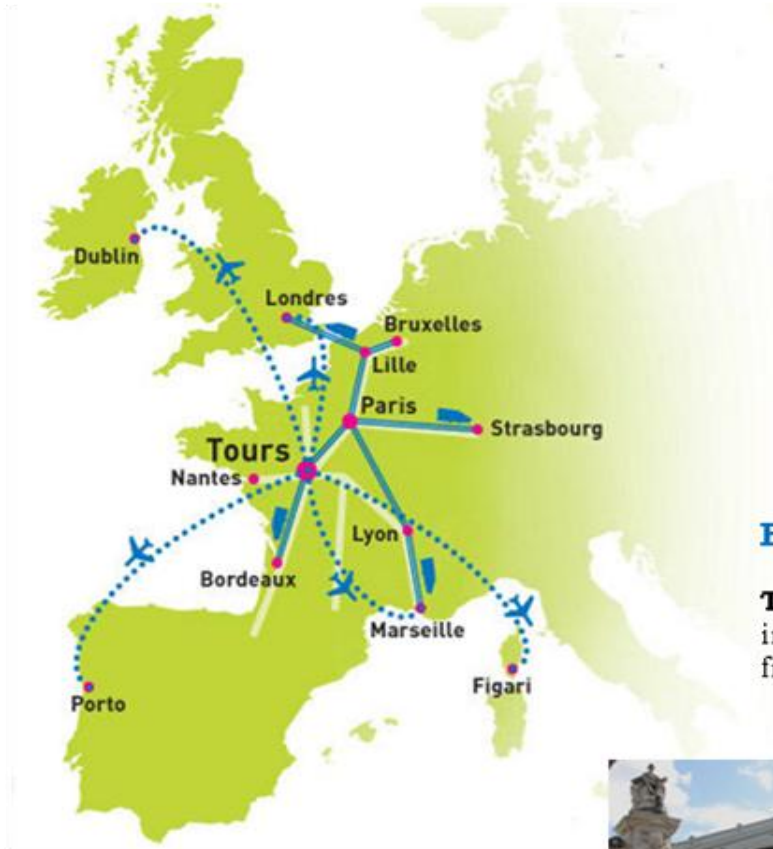 Dublin
Londres
Bruxelles
Lille
Paris
Strasbourg
Tours
Nantes
Lyon
Bordeaux
Marseille
Figari
Porto